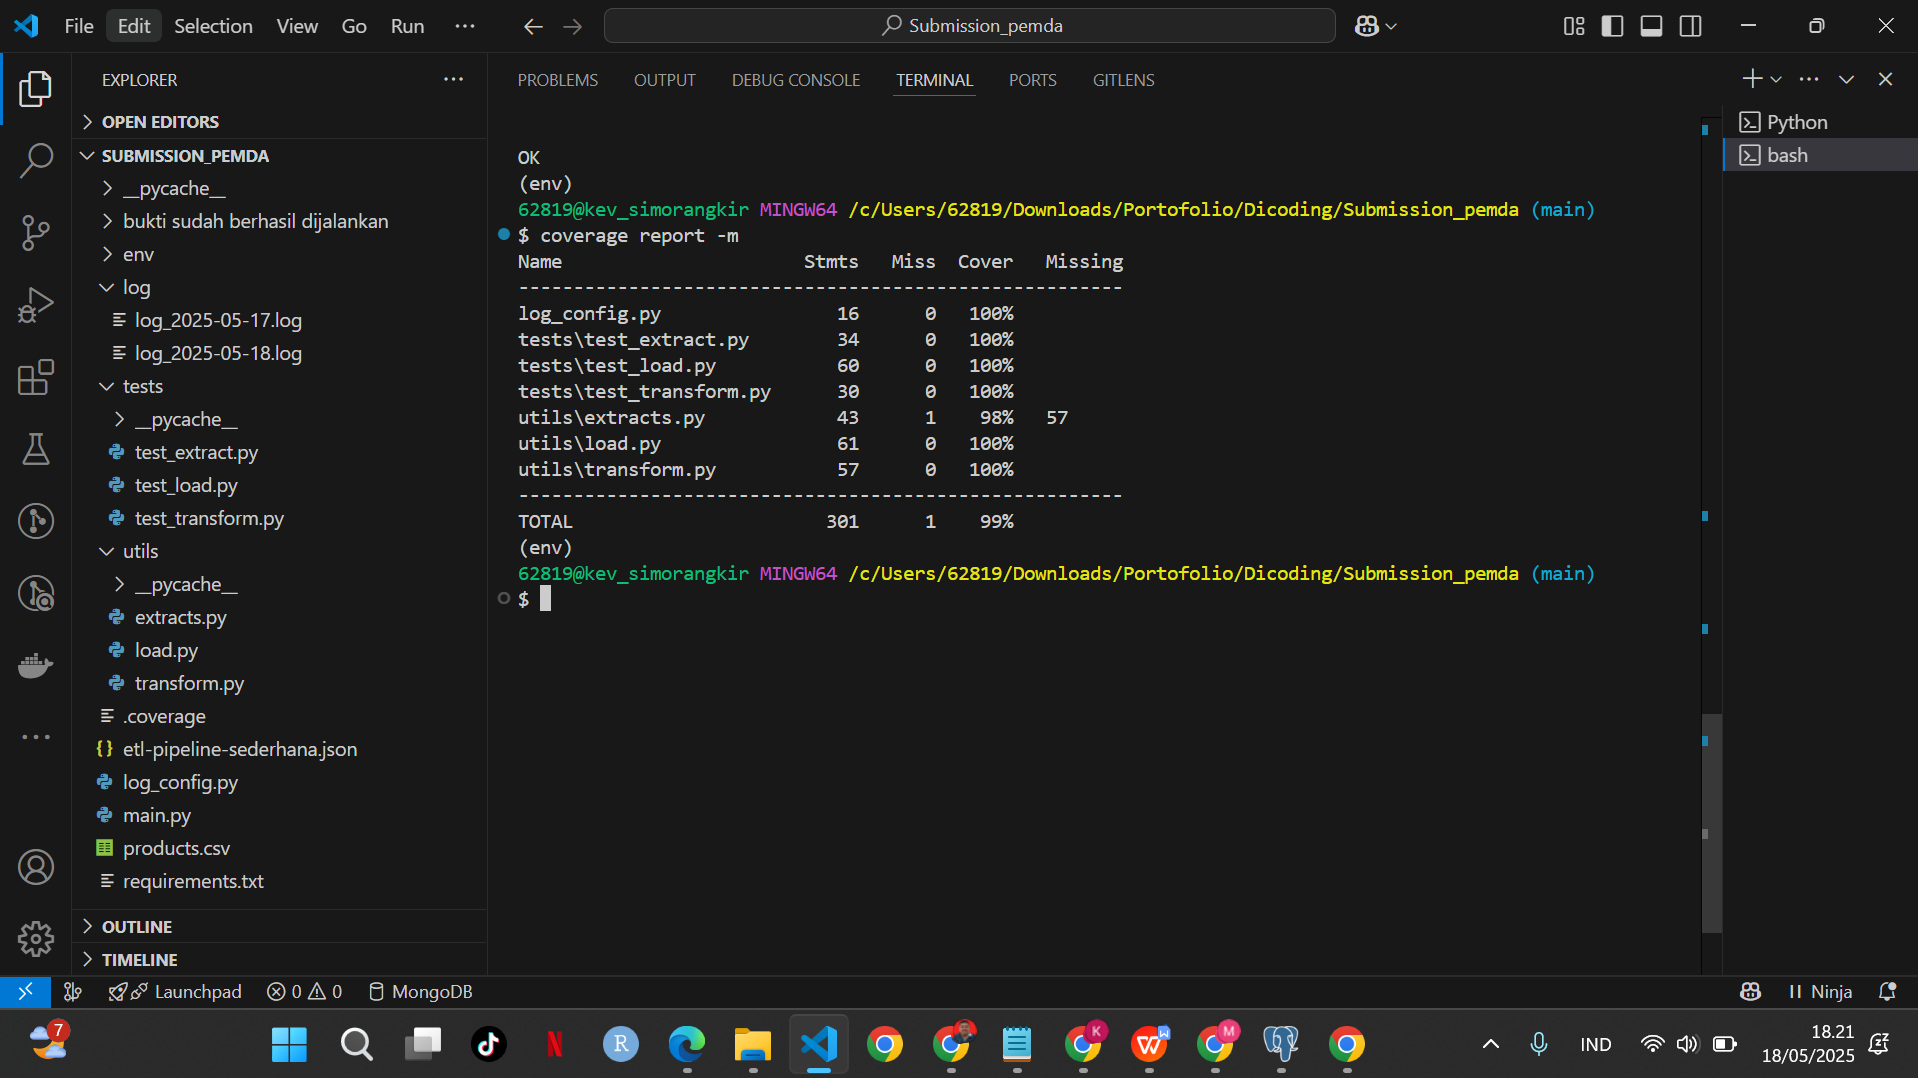 File Edit Selection View Go Run
Submission_pemda
EXPLORER
OPEN EDITORS
SUBMISSION_PEMDA
__pycache__
bukti sudah berhasil dijalankan
env
log
log_2025-05-17.log
log_2025-05-18.log
tests
__pycache__
test_extract.py
test_load.py
test_transform.py
utils
__pycache__
extracts.py
load.py
transform.py
.coverage
etl-pipeline-sederhana.json
log_config.py
main.py
products.csv
requirements.txt
OUTLINE
TIMELINE
PROBLEMS OUTPUT DEBUG CONSOLE TERMINAL PORTS GITLENS
OK
(env)
62819@kev_simorangkir MINGW64 /c/Users/62819/Downloads/Portofolio/Dicoding/Submission_pemda (main)
$ coverage report -m
Name Stmts Miss Cover Missing
-------------------------------------------------------
log_config.py 16 0 100%
tests\test_extract.py 34 0 100%
tests\test_load.py 60 0 100%
tests\test_transform.py 30 0 100%
utils\extracts.py 43 1 98% 57
utils\load.py 61 0 100%
utils\transform.py 57 0 100%
-------------------------------------------------------
TOTAL 301 1 99%
(env)
62819@kev_simorangkir MINGW64 /c/Users/62819/Downloads/Portofolio/Dicoding/Submission_pemda (main)
$
Python
bash
Launchpad 0 0 MongoDB
Ninja
7
N
R
K
W
W
M
IND
18.21
18/05/2025